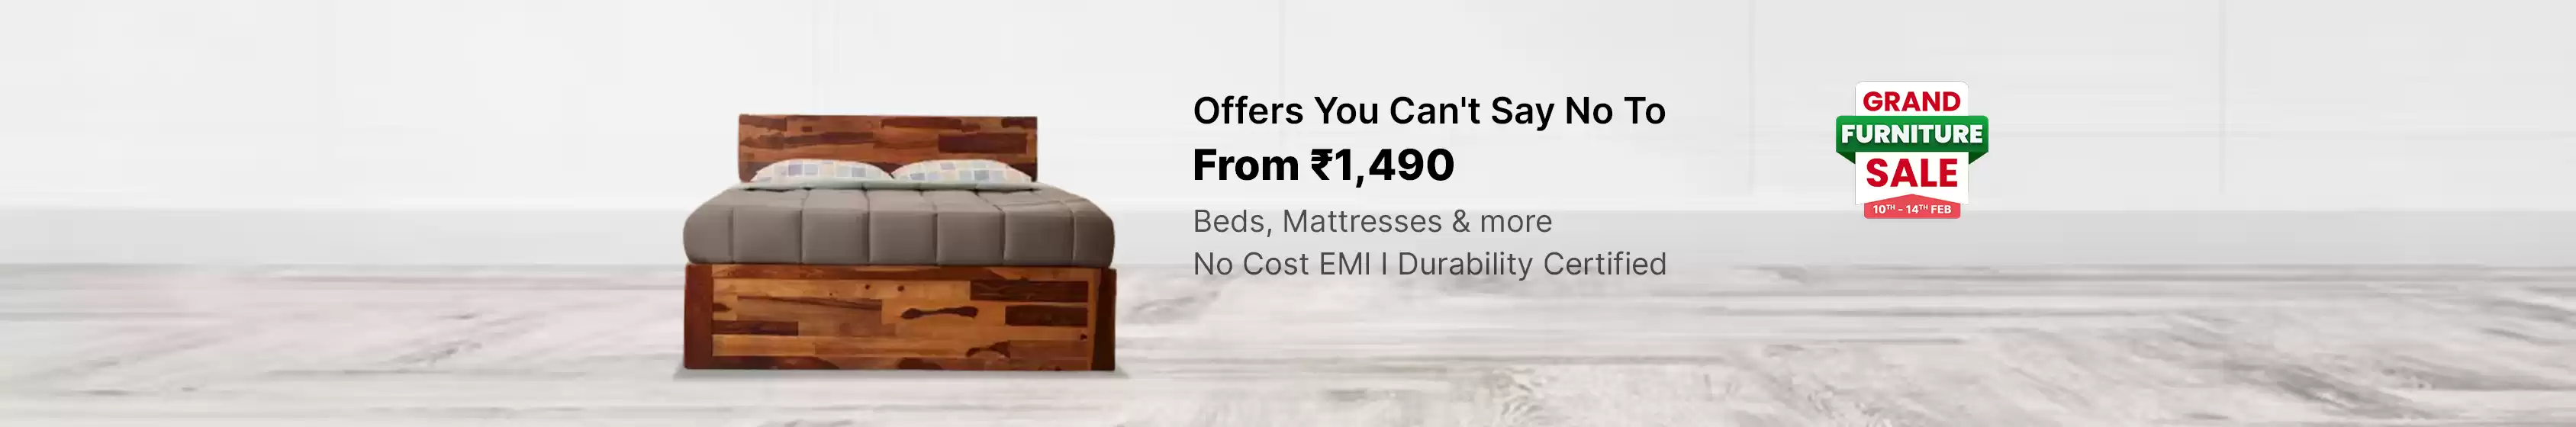 Offers You Can't Say No To
From ₹1,490
Beds, Mattresses & more
No Cost EMI I Durability Certified
GRAND
FURNITURE
SALE
10TH - 14TH FEB